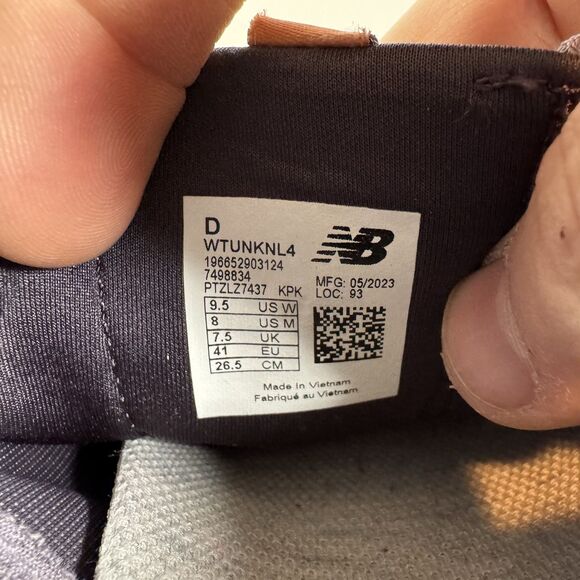 D
WTUNKNL4
196652903124
7498834
PTZLZ7437 KPK
NB
MFG: 05/2023
LOC: 93
9.5 US W
8 US M
7.5 UK
41 EU
26.5 CM
Made in Vietnam
Fabriqué au Vietnam